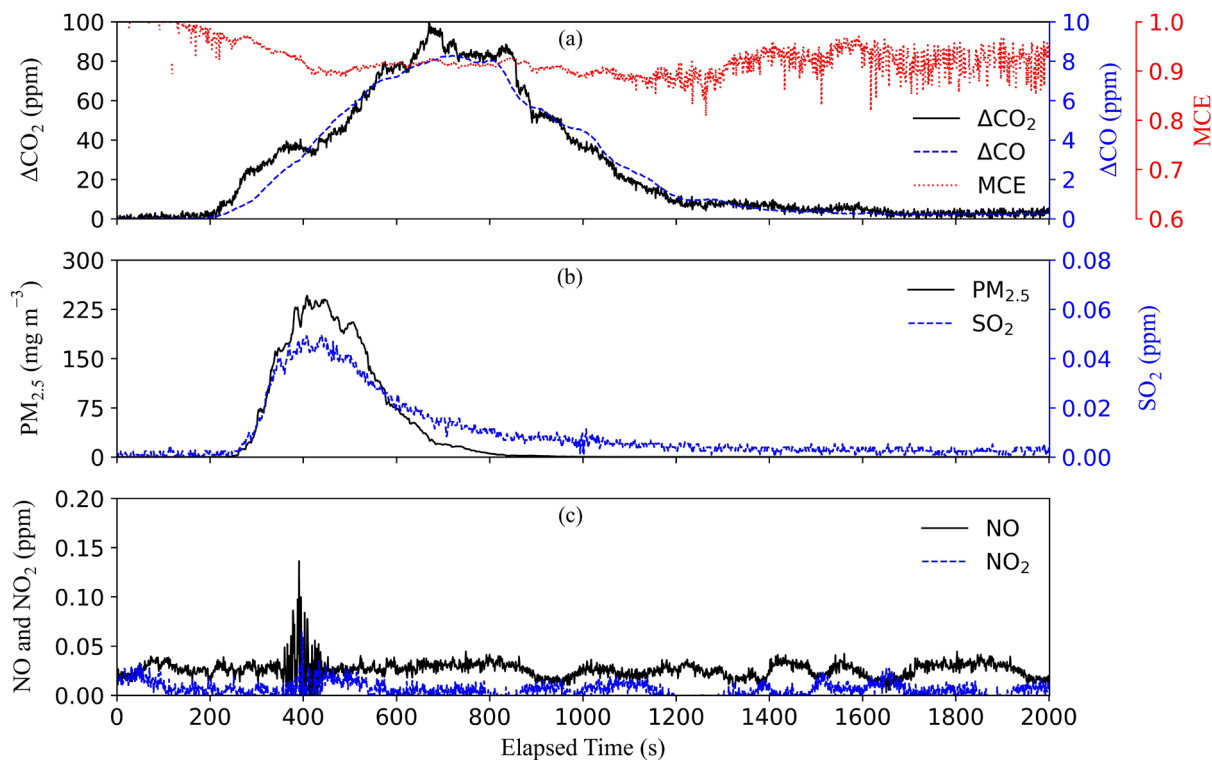 (a)
100
80
60
40
20
0
ΔCO₂ (ppm)
10
8
6
4
2
0
ΔCO (ppm)
1.0
0.9
0.8
0.7
0.6
MCE
ΔCO₂
ΔCO
MCE
(b)
300
225
150
75
0
PM₂.₅ (mg m⁻³)
0.08
0.06
0.04
0.02
0.00
SO₂ (ppm)
PM₂.₅
SO₂
(c)
0.20
0.15
0.10
0.05
0.00
NO and NO₂ (ppm)
NO
NO₂
0 200 400 600 800 1000 1200 1400 1600 1800 2000
Elapsed Time (s)